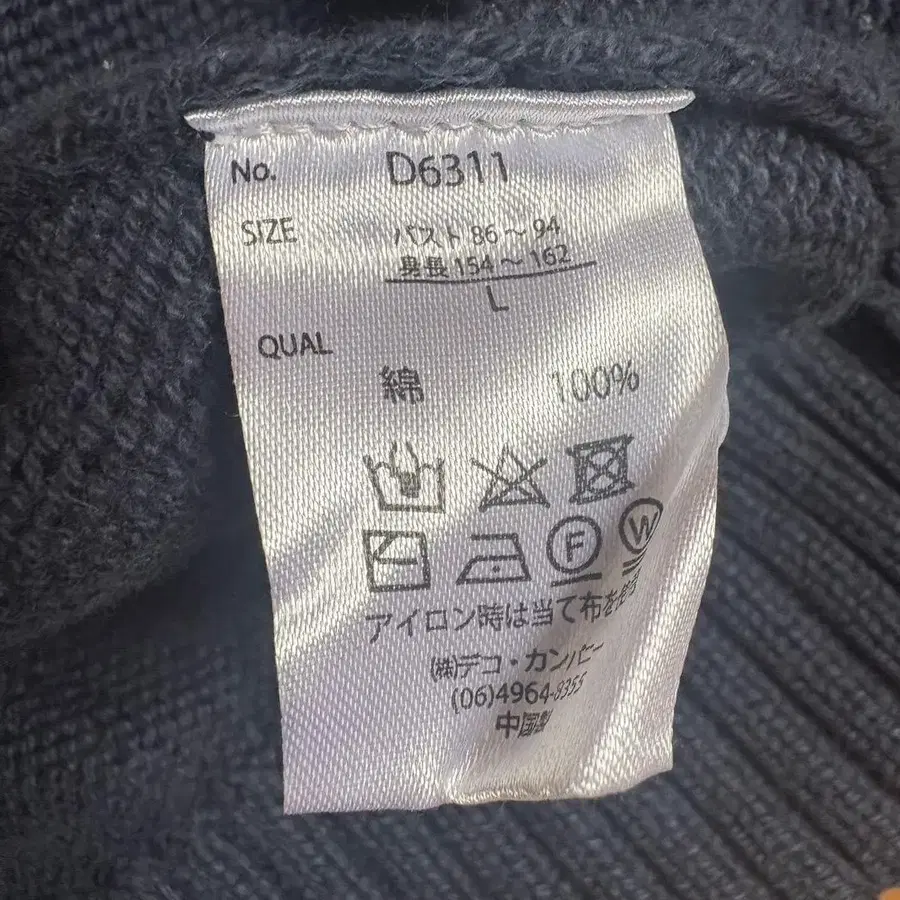 No. D6311
SIZE バスト 86～94
身長 154～162
L
QUAL
綿 100%
F W
アイロン時は当て布を使用
(株)デコ・カンパニー
(06)4964-8355
中国製